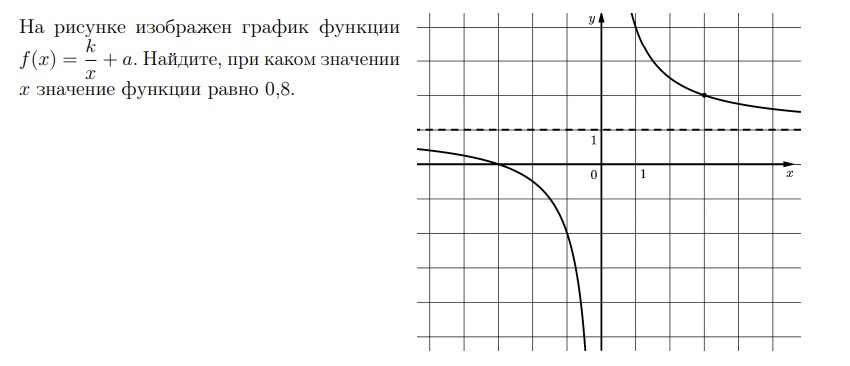 На рисунке изображен график функции
f(x) = k/x + a. Найдите, при каком значении
x значение функции равно 0,8.
y
1
0
1
x